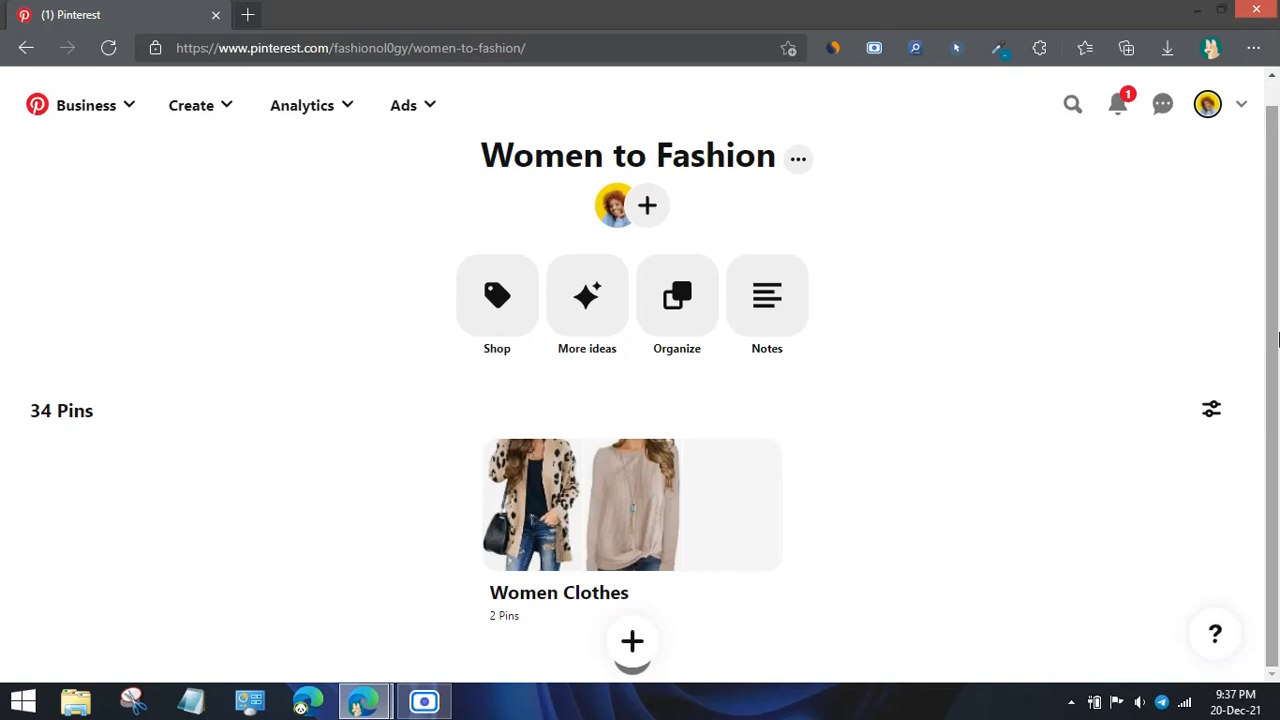 (1) Pinterest
https://www.pinterest.com/fashionol0gy/women-to-fashion/
Business Create Analytics Ads
1
Women to Fashion
Shop More ideas Organize Notes
34 Pins
Women Clothes
2 Pins
?
9:37 PM
20-Dec-21